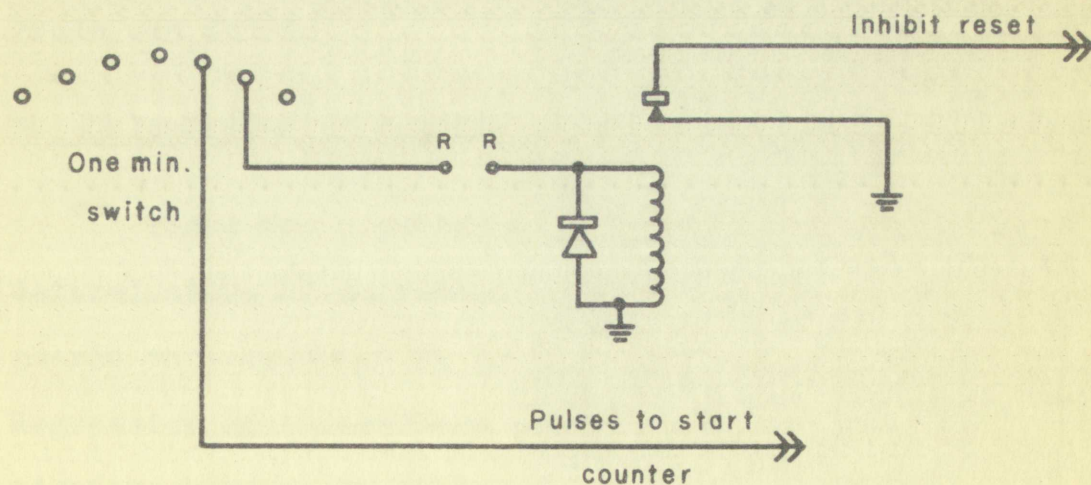 Inhibit reset
R R
One min.
switch
Pulses to start
counter